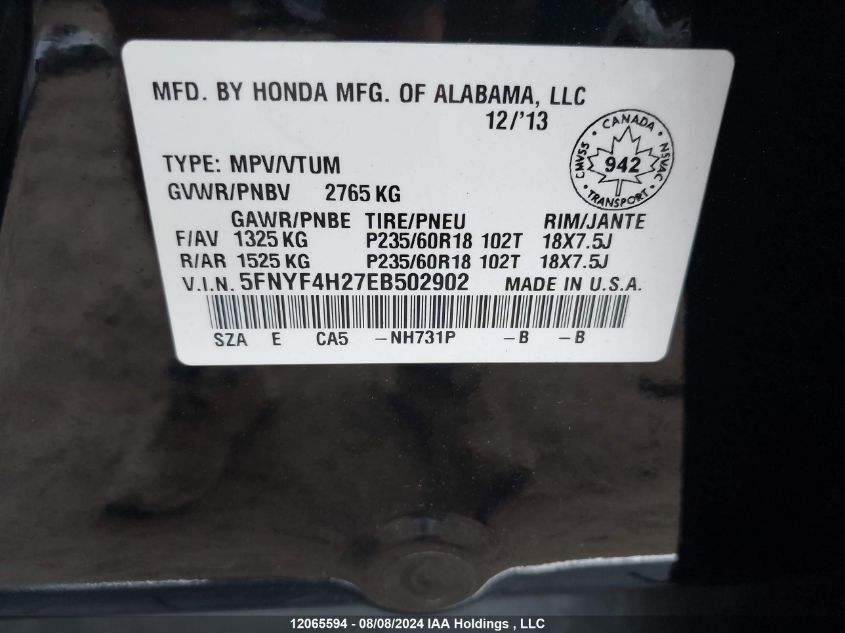 MFD. BY HONDA MFG. OF ALABAMA, LLC
12/'13
CMVSS · CANADA · NSVAC · TRANSPORT ·
942
TYPE: MPV/VTUM
GVWR/PNBV 2765 KG
GAWR/PNBE TIRE/PNEU RIM/JANTE
F/AV 1325 KG P235/60R18 102T 18X7.5J
R/AR 1525 KG P235/60R18 102T 18X7.5J
V.I.N. 5FNYF4H27EB502902 MADE IN U.S.A.
SZA E CA5 -NH731P -B -B
12065594 - 08/08/2024 IAA Holdings , LLC